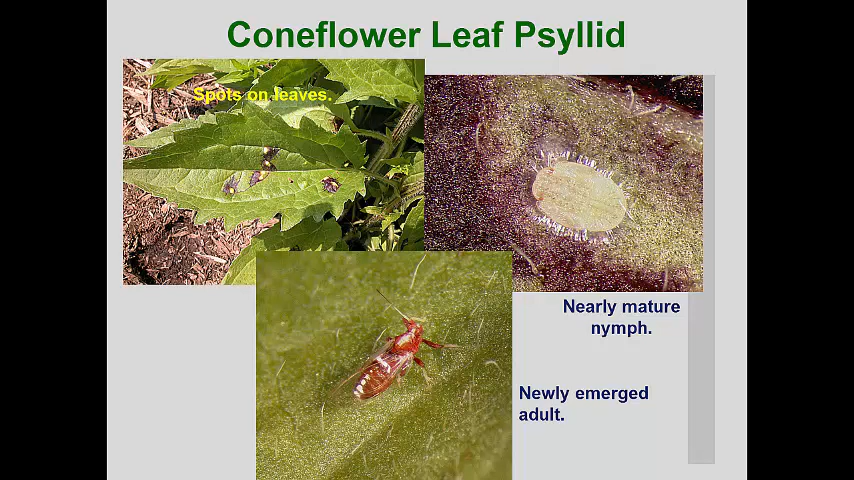 Coneflower Leaf Psyllid
Spots on leaves.
Nearly mature
nymph.
Newly emerged
adult.